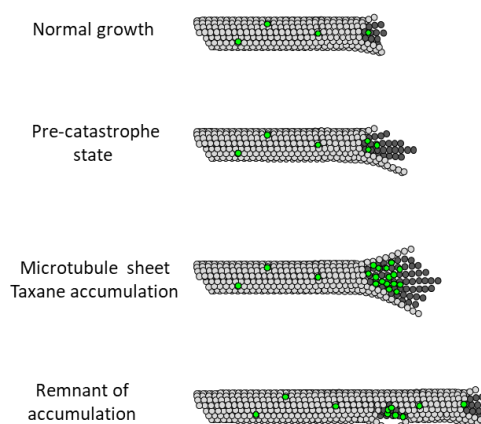 Normal growth
Pre-catastrophe
state
Microtubule sheet
Taxane accumulation
Remnant of
accumulation